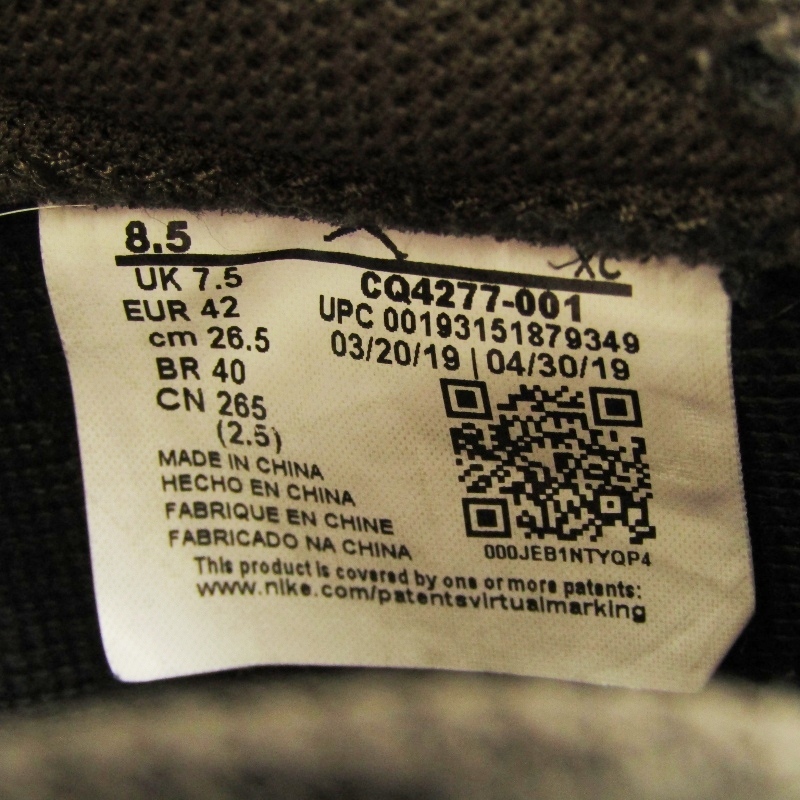 8.5
XC
UK 7.5
EUR 42
cm 26.5
BR 40
CN 265
(2.5)
CQ4277-001
UPC 00193151879349
03/20/19 | 04/30/19
MADE IN CHINA
HECHO EN CHINA
FABRIQUE EN CHINE
FABRICADO NA CHINA
000JEB1NTYQP4
This product is covered by one or more patents:
www.nike.com/patentsvirtualmarking